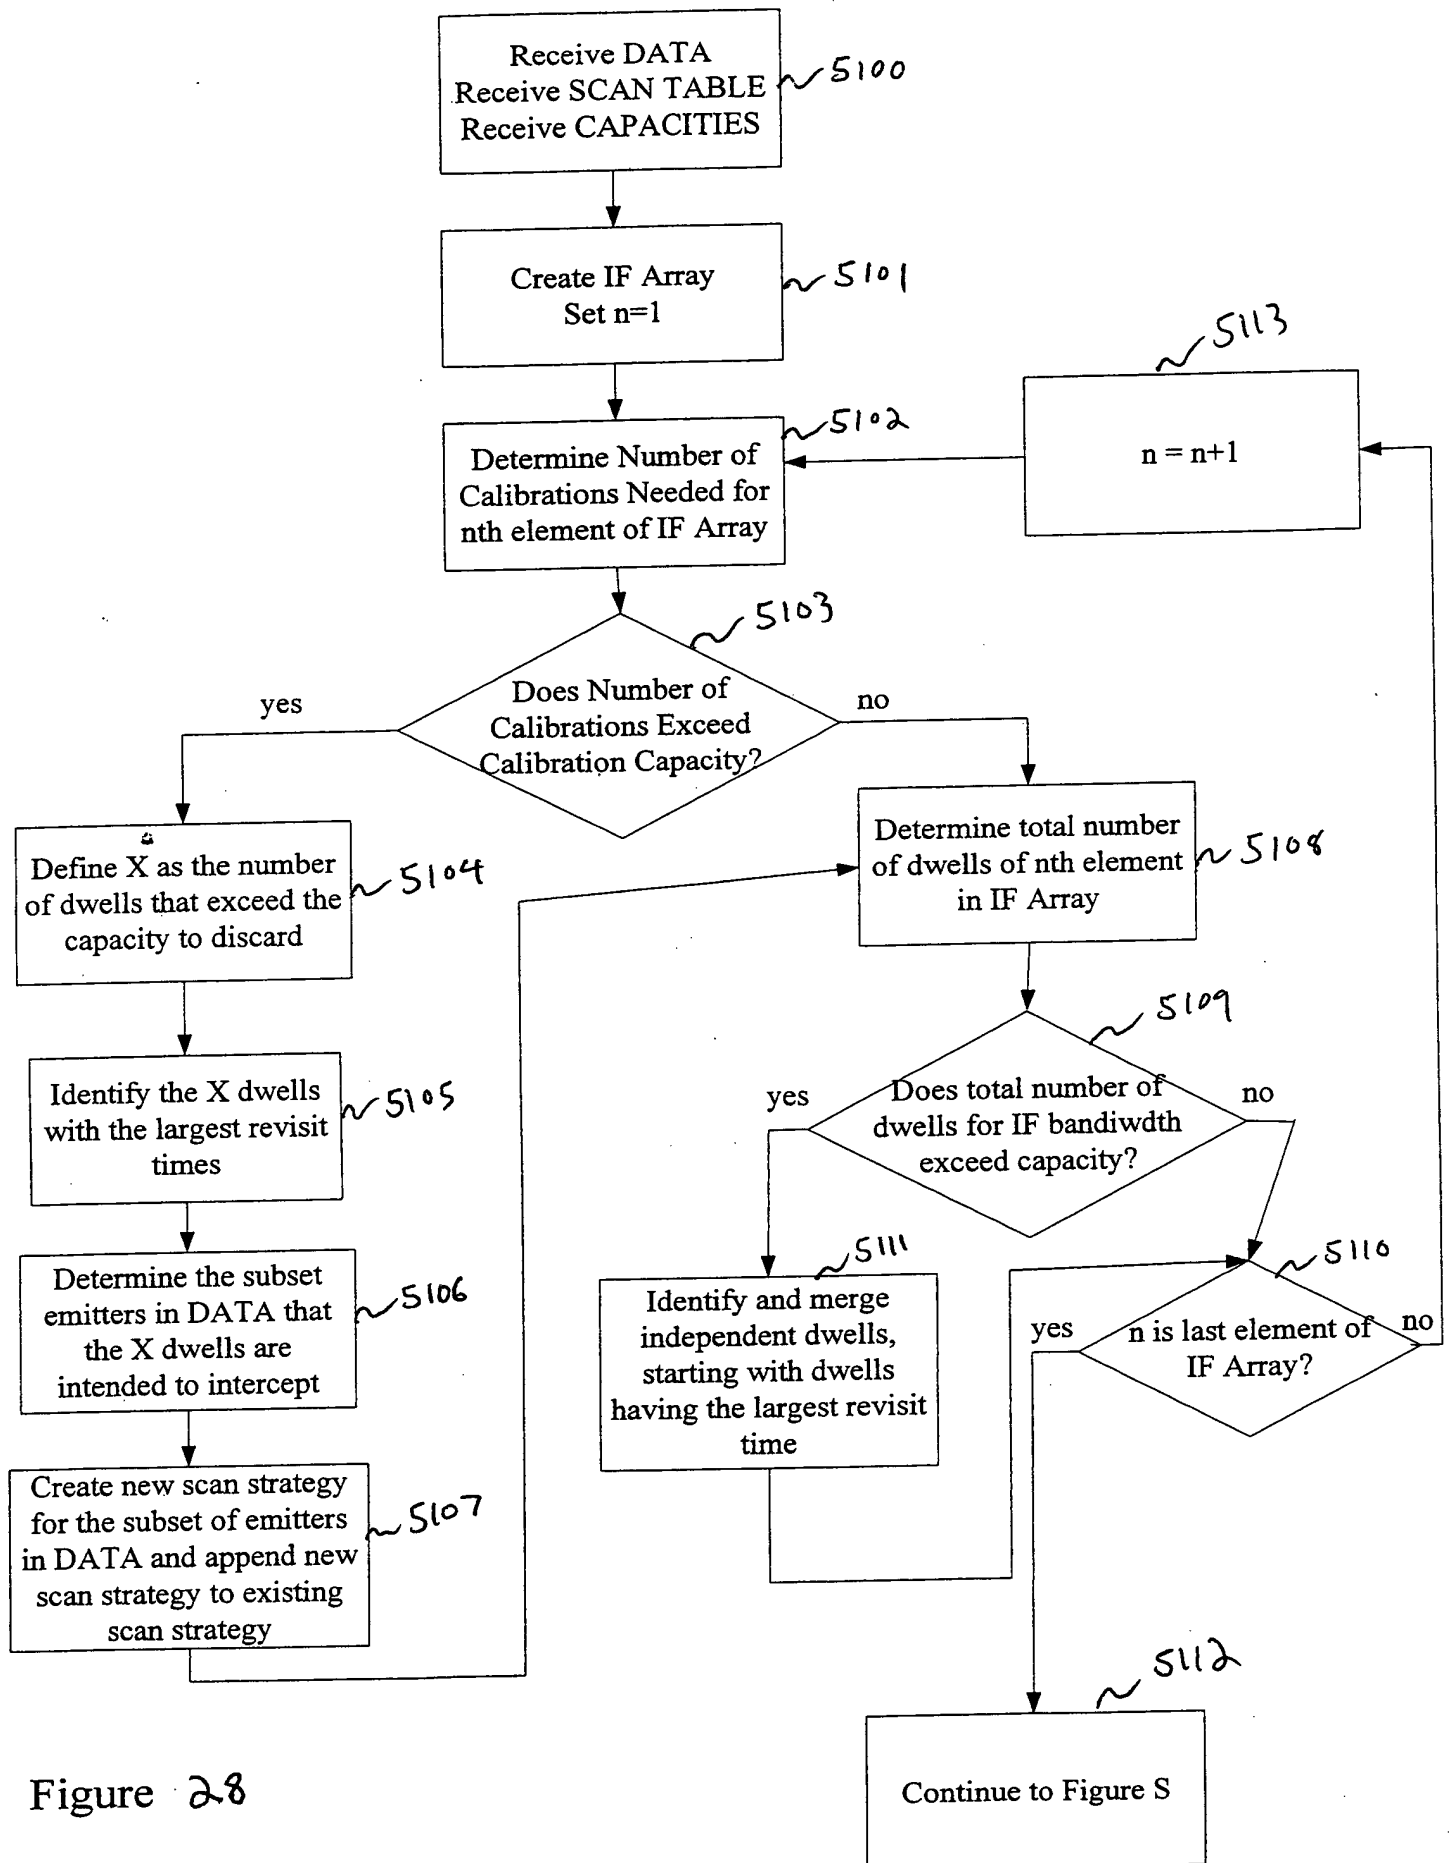 Receive DATA
Receive SCAN TABLE
Receive CAPACITIES
5100
Create IF Array
Set n=1
5101
5113
n = n+1
5102
Determine Number of
Calibrations Needed for
nth element of IF Array
5103
Does Number of
Calibrations Exceed
Calibration Capacity?
yes
no
Define X as the number
of dwells that exceed the
capacity to discard
5104
Determine total number
of dwells of nth element
in IF Array
5108
Identify the X dwells
with the largest revisit
times
5105
5109
Does total number of
dwells for IF bandiwdth
exceed capacity?
yes
no
Determine the subset
emitters in DATA that
the X dwells are
intended to intercept
5106
5111
Identify and merge
independent dwells,
starting with dwells
having the largest revisit
time
5110
n is last element of
IF Array?
yes
no
Create new scan strategy
for the subset of emitters
in DATA and append new
scan strategy to existing
scan strategy
5107
5112
Continue to Figure S
Figure 28